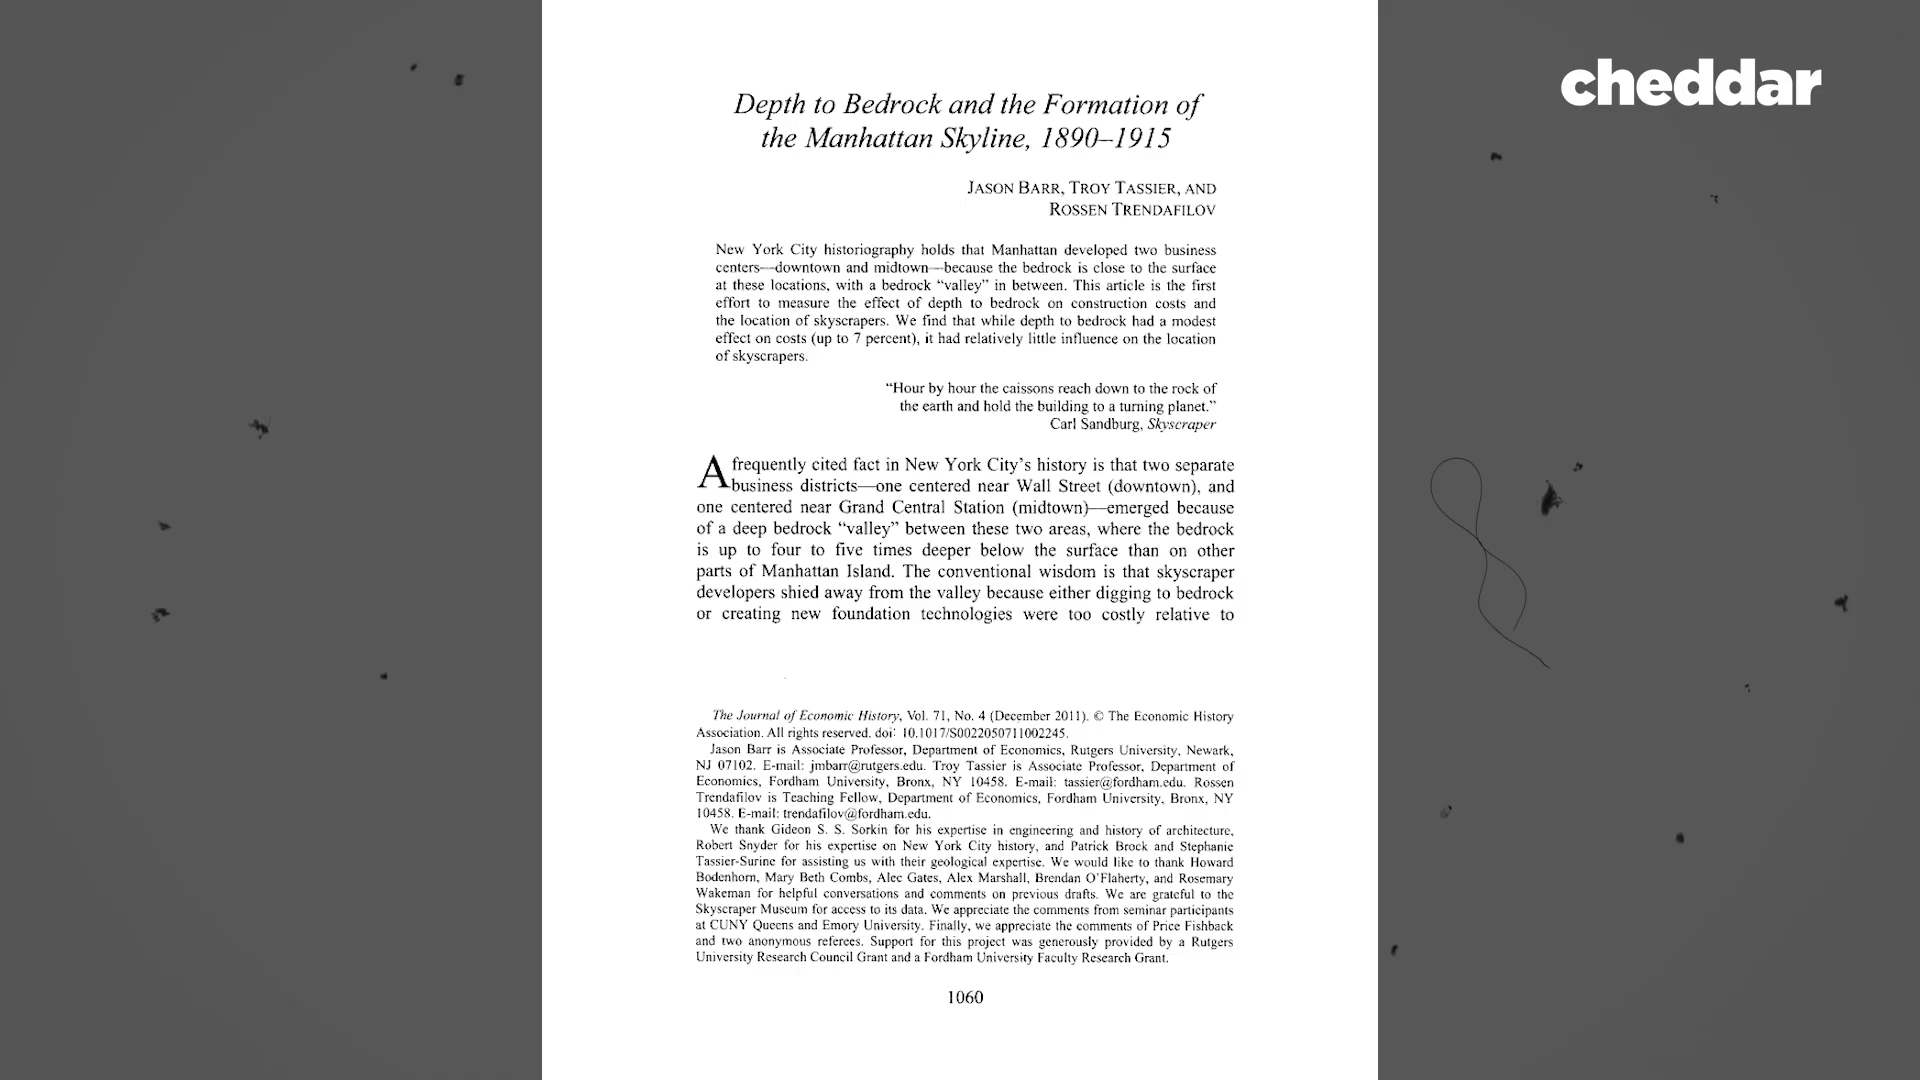 cheddar
Depth to Bedrock and the Formation of
the Manhattan Skyline, 1890–1915
JASON BARR, TROY TASSIER, AND
ROSSEN TRENDAFILOV
New York City historiography holds that Manhattan developed two business
centers—downtown and midtown—because the bedrock is close to the surface
at these locations, with a bedrock “valley” in between. This article is the first
effort to measure the effect of depth to bedrock on construction costs and
the location of skyscrapers. We find that while depth to bedrock had a modest
effect on costs (up to 7 percent), it had relatively little influence on the location
of skyscrapers.
“Hour by hour the caissons reach down to the rock of
the earth and hold the building to a turning planet.”
Carl Sandburg, Skyscraper
A frequently cited fact in New York City’s history is that two separate
business districts—one centered near Wall Street (downtown), and
one centered near Grand Central Station (midtown)—emerged because
of a deep bedrock “valley” between these two areas, where the bedrock
is up to four to five times deeper below the surface than on other
parts of Manhattan Island. The conventional wisdom is that skyscraper
developers shied away from the valley because either digging to bedrock
or creating new foundation technologies were too costly relative to
The Journal of Economic History, Vol. 71, No. 4 (December 2011). © The Economic History
Association. All rights reserved. doi: 10.1017/S0022050711002245.
Jason Barr is Associate Professor, Department of Economics, Rutgers University, Newark,
NJ 07102. E-mail: jmbarr@rutgers.edu. Troy Tassier is Associate Professor, Department of
Economics, Fordham University, Bronx, NY 10458. E-mail: tassier@fordham.edu. Rossen
Trendafilov is Teaching Fellow, Department of Economics, Fordham University, Bronx, NY
10458. E-mail: trendafilov@fordham.edu.
We thank Gideon S. S. Sorkin for his expertise in engineering and history of architecture,
Robert Snyder for his expertise on New York City history, and Patrick Brock and Stephanie
Tassier-Surine for assisting us with their geological expertise. We would like to thank Howard
Bodenhorn, Mary Beth Combs, Alec Gates, Alex Marshall, Brendan O’Flaherty, and Rosemary
Wakeman for helpful conversations and comments on previous drafts. We are grateful to the
Skyscraper Museum for access to its data. We appreciate the comments from seminar participants
at CUNY Queens and Emory University. Finally, we appreciate the comments of Price Fishback
and two anonymous referees. Support for this project was generously provided by a Rutgers
University Research Council Grant and a Fordham University Faculty Research Grant.
1060